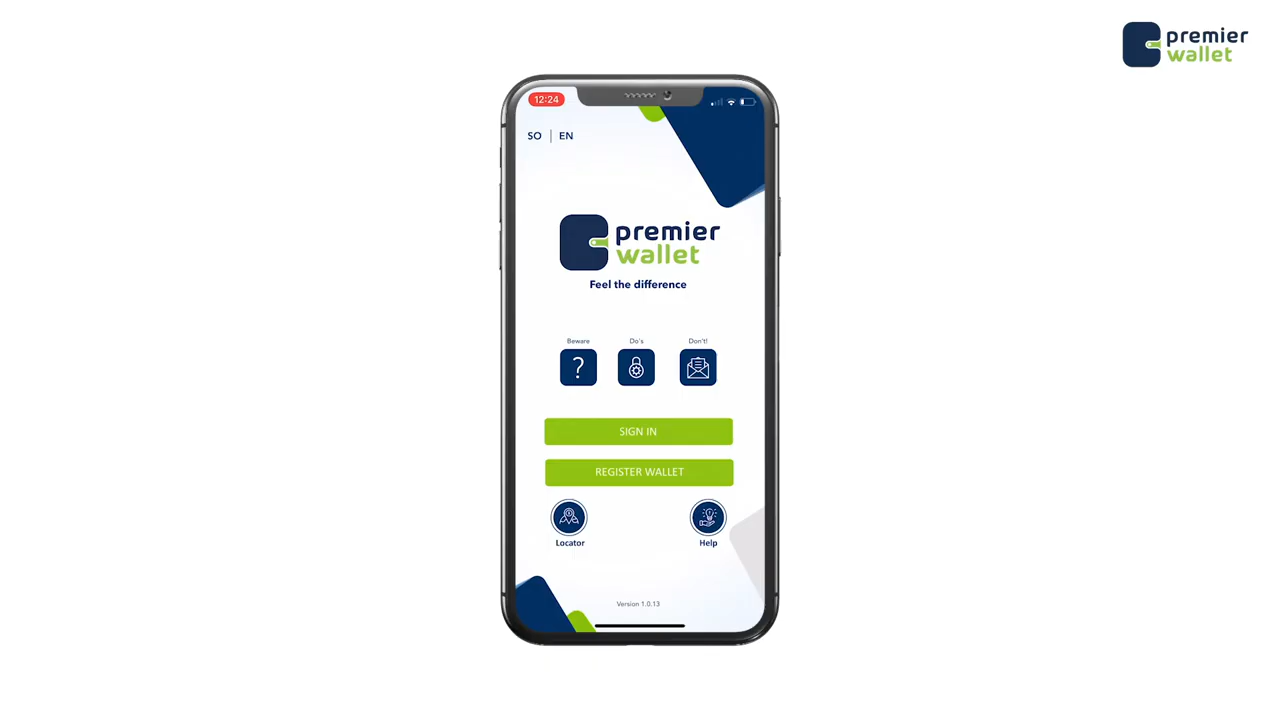 premier
wallet
12:24
SO | EN
premier
wallet
Feel the difference
Beware Do's Don't!
?
SIGN IN
REGISTER WALLET
Locator Help
Version 1.0.13